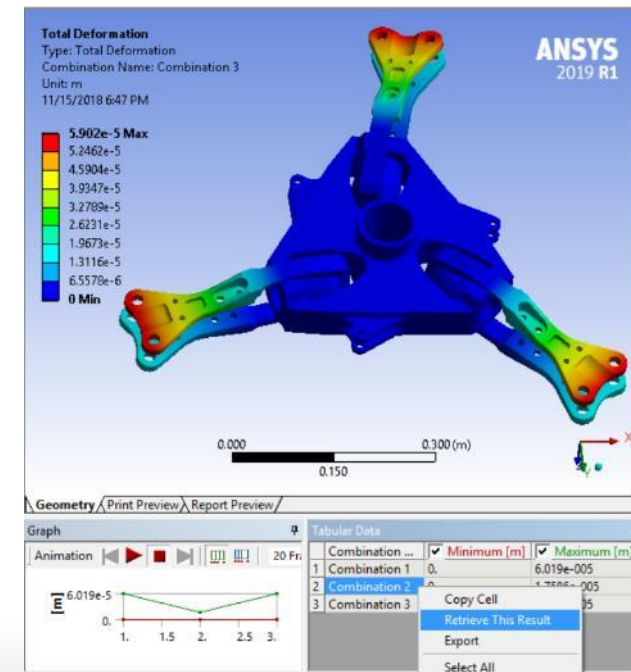 Total Deformation
Type: Total Deformation
Combination Name: Combination 3
Unit: m
11/15/2018 6:47 PM
ANSYS
2019 R1
5.902e-5 Max
5.2462e-5
4.5904e-5
3.9347e-5
3.2789e-5
2.6231e-5
1.9673e-5
1.3116e-5
6.5578e-6
0 Min
0.000 0.300 (m)
0.150
X
Y
Geometry Print Preview Report Preview
Graph
Animation 20 Fr
[m]
6.019e-5
0.
1. 1.5 2. 2.5 3.
Tabular Data
Combination ... Minimum [m] Maximum [m]
1 Combination 1 0. 6.019e-005
2 Combination 2
3 Combination 3
Copy Cell
Retrieve This Result
Export
Select All